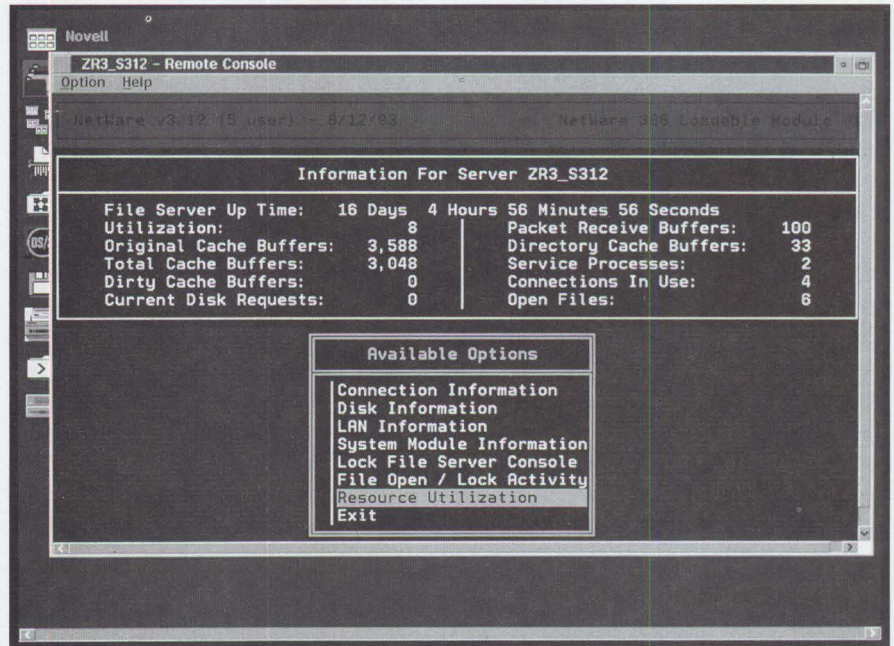 Novell
ZR3_S312 - Remote Console
Option Help
NetWare v3.12 (5 user) - 8/12/93 NetWare 386 Loadable Module
Information For Server ZR3_S312
File Server Up Time: 16 Days 4 Hours 56 Minutes 56 Seconds
Utilization: 8 Packet Receive Buffers: 100
Original Cache Buffers: 3,588 Directory Cache Buffers: 33
Total Cache Buffers: 3,048 Service Processes: 2
Dirty Cache Buffers: 0 Connections In Use: 4
Current Disk Requests: 0 Open Files: 6
Available Options
Connection Information
Disk Information
LAN Information
System Module Information
Lock File Server Console
File Open / Lock Activity
Resource Utilization
Exit